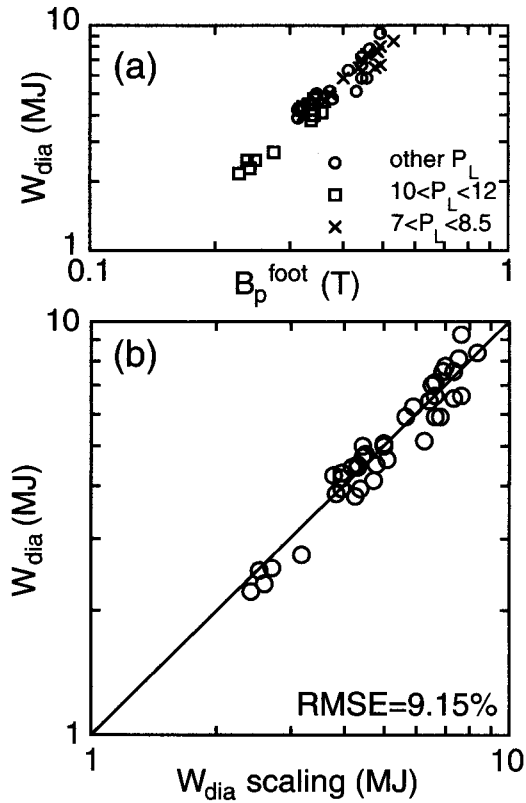 10
(a)
W_dia (MJ)
other P_L
10<P_L<12
7<P_L<8.5
1
0.1
B_p^foot (T)
1
10
(b)
W_dia (MJ)
RMSE=9.15%
1
1
10
W_dia scaling (MJ)